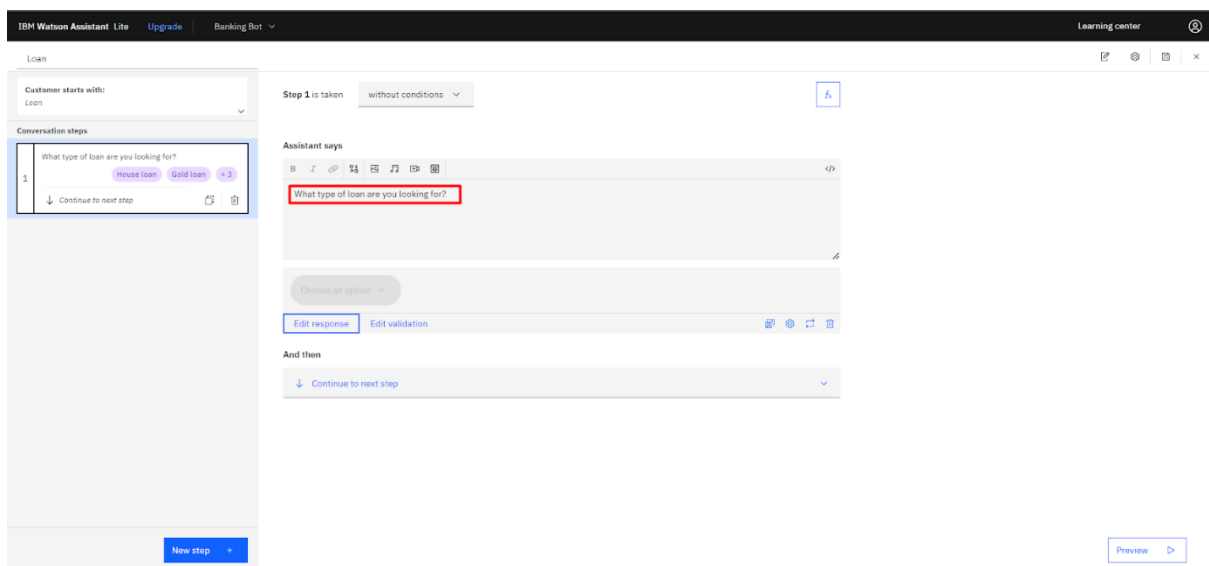 IBM Watson Assistant Lite Upgrade Banking Bot Learning center
Loan
Customer starts with:
Loan
Conversation steps
1
What type of loan are you looking for?
House loan Gold loan + 3
Continue to next step
New step +
Step 1 is taken without conditions fx
Assistant says
B I </>
What type of loan are you looking for?
Choose an option
Edit response Edit validation
And then
Continue to next step
Preview